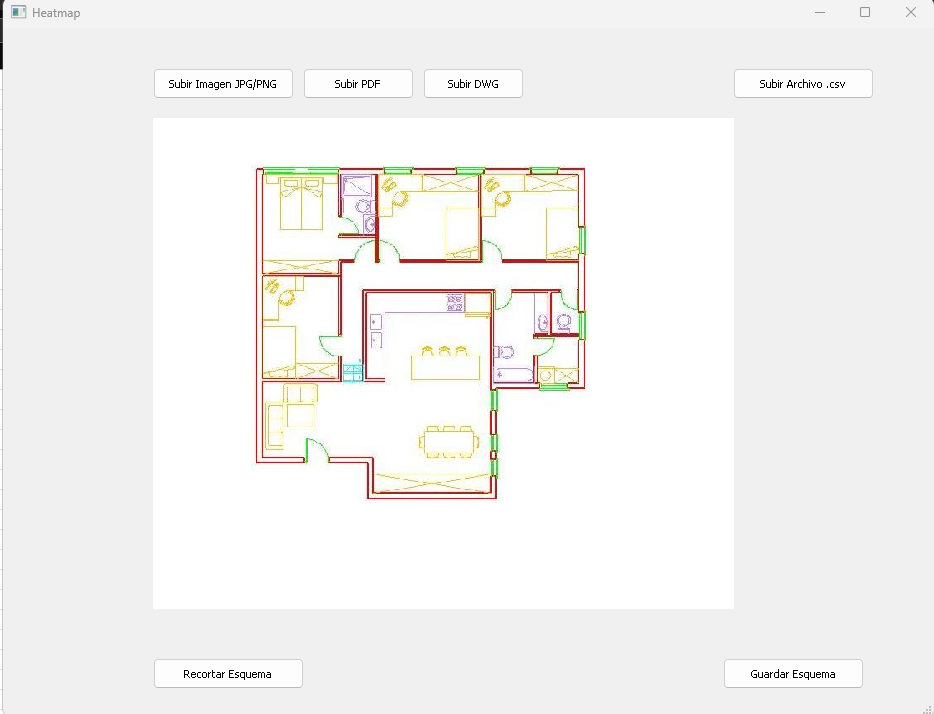 Heatmap
Subir Imagen JPG/PNG
Subir PDF
Subir DWG
Subir Archivo .csv
Recortar Esquema
Guardar Esquema